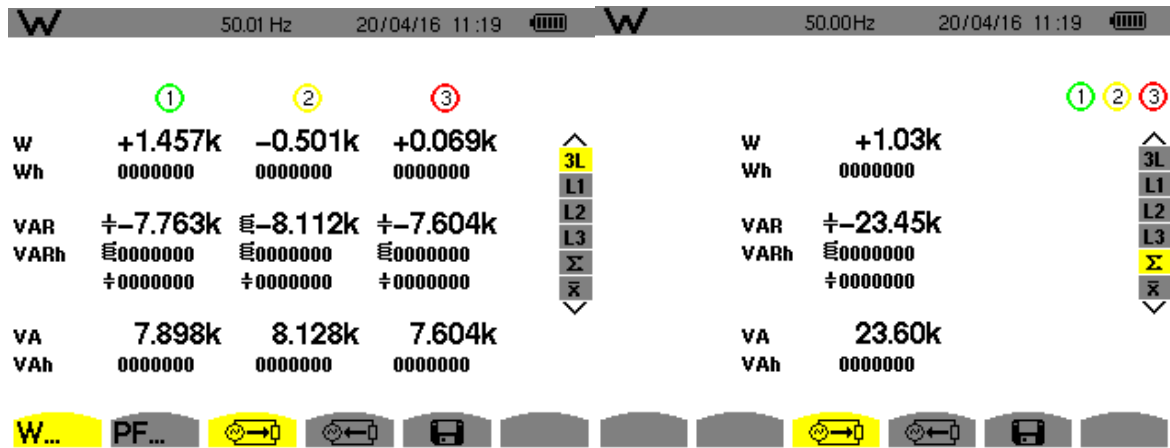 W 50.01 Hz 20/04/16 11:19
1 2 3
W +1.457k −0.501k +0.069k
Wh 0000000 0000000 0000000
VAR −7.763k −8.112k −7.604k
VARh 0000000 0000000 0000000
0000000 0000000 0000000
VA 7.898k 8.128k 7.604k
VAh 0000000 0000000 0000000
3L
L1
L2
L3
Σ
x̅
W... PF...
W 50.00Hz 20/04/16 11:19
1 2 3
W +1.03k
Wh 0000000
VAR −23.45k
VARh 0000000
0000000
VA 23.60k
VAh 0000000
3L
L1
L2
L3
Σ
x̅